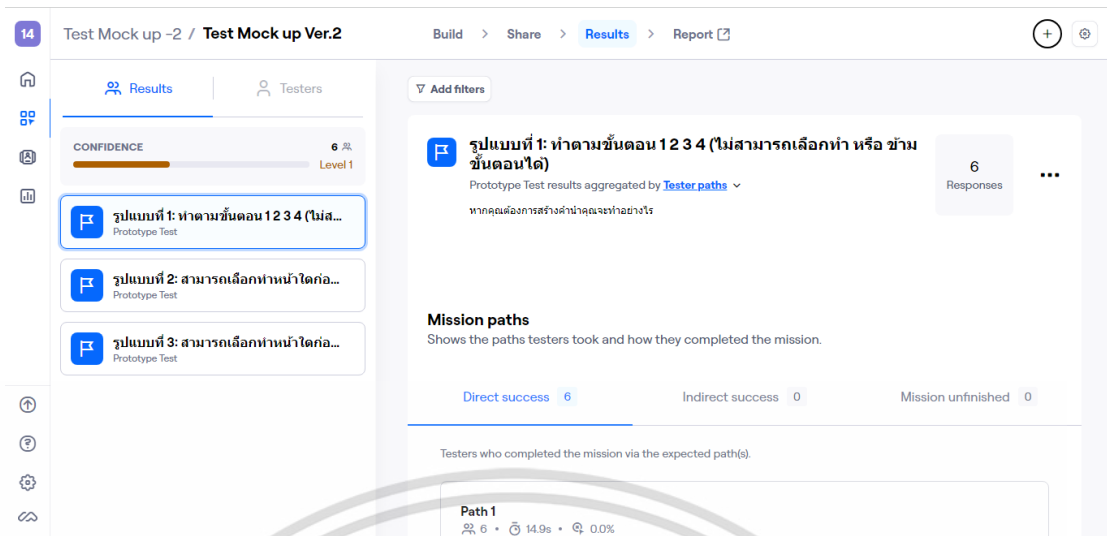 14
Test Mock up -2 / Test Mock up Ver.2
Build > Share > Results > Report
Results
Testers
CONFIDENCE
6
Level 1
รูปแบบที่ 1: ทำตามขั้นตอน 1 2 3 4 (ไม่ส...
Prototype Test
รูปแบบที่ 2: สามารถเลือกทำหน้าใดก่อ...
Prototype Test
รูปแบบที่ 3: สามารถเลือกทำหน้าใดก่อ...
Prototype Test
Add filters
รูปแบบที่ 1: ทำตามขั้นตอน 1 2 3 4 (ไม่สามารถเลือกทำ หรือ ข้าม
ขั้นตอนได้)
Prototype Test results aggregated by Tester paths
หากคุณต้องการสร้างคำนำคุณจะทำอย่างไร
6
Responses
Mission paths
Shows the paths testers took and how they completed the mission.
Direct success 6
Indirect success 0
Mission unfinished 0
Testers who completed the mission via the expected path(s).
Path 1
6 • 14.9s • 0.0%